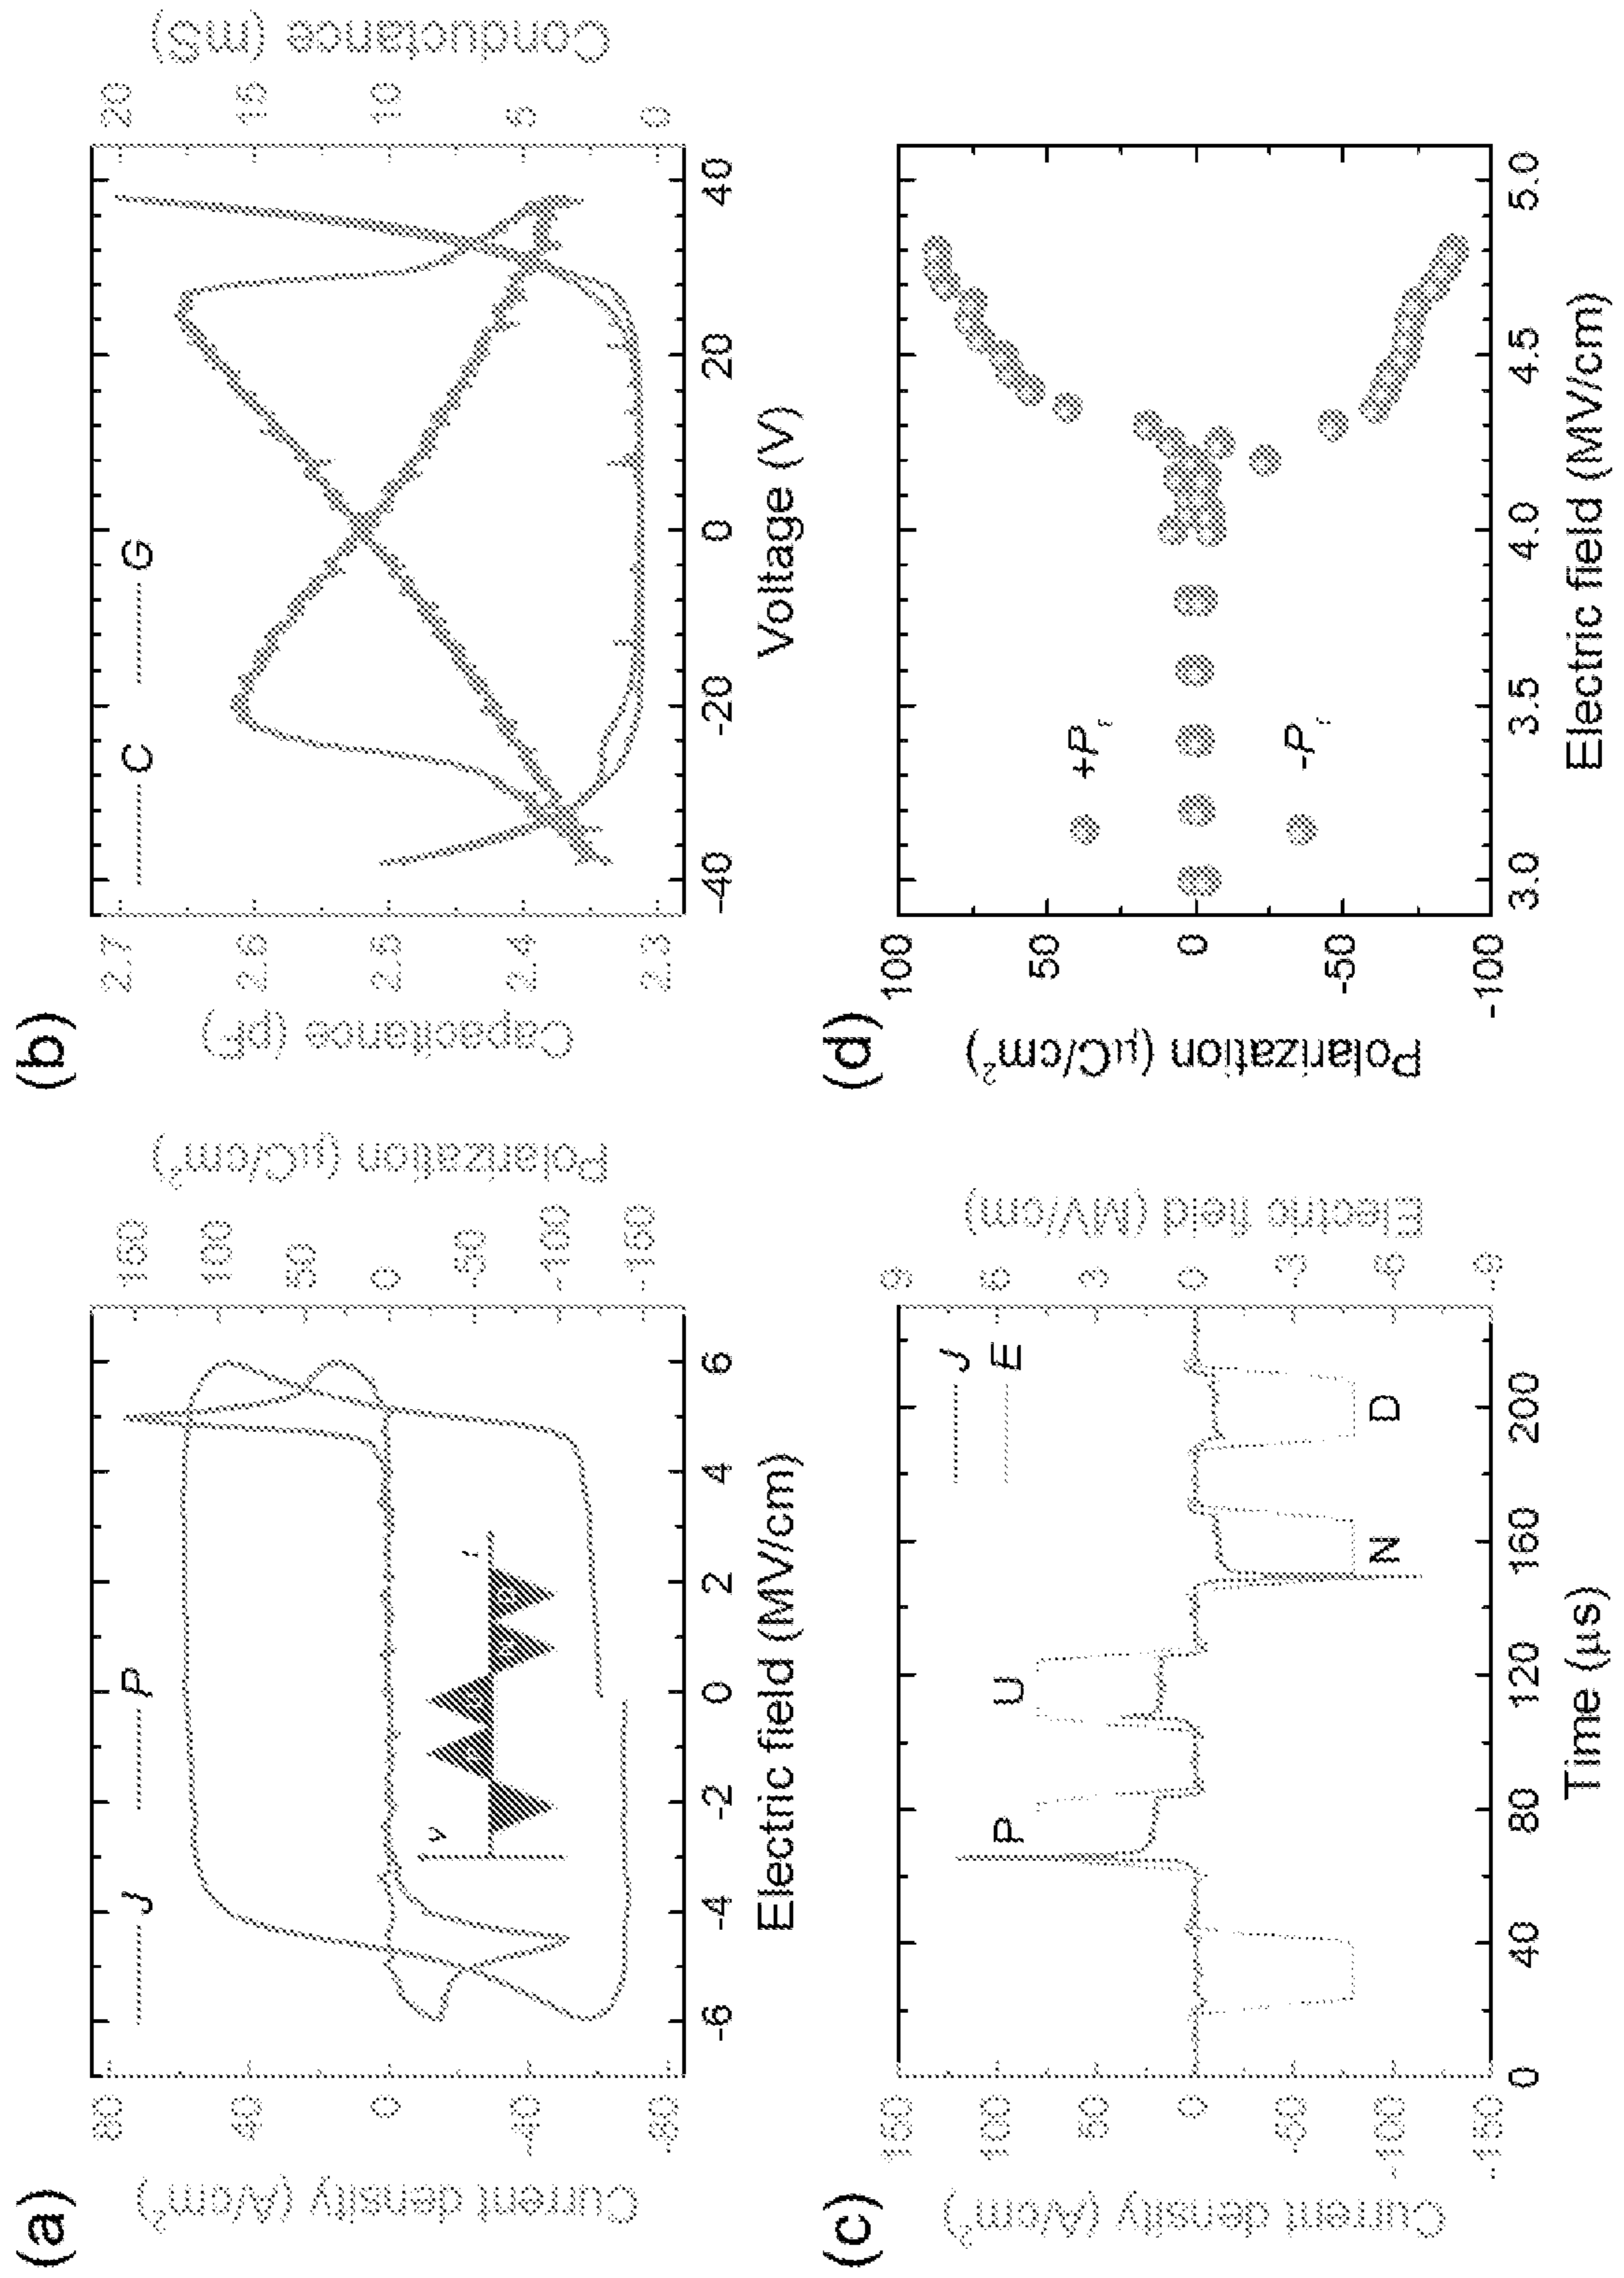 (a)
Current density (A/cm²)
80
40
0
-40
-80
J
P
V
t
150
100
50
0
-50
-100
-150
Polarization (μC/cm²)
-6
-4
-2
0
2
4
6
Electric field (MV/cm)
(b)
Capacitance (pF)
2.7
2.6
2.5
2.4
2.3
C
G
20
15
10
5
0
Conductance (mS)
-40
-20
0
20
40
Voltage (V)
(c)
Current density (A/cm²)
150
100
50
0
-50
-100
-150
J
E
P
U
N
D
9
6
3
0
-3
-6
-9
Electric field (MV/cm)
0
40
80
120
160
200
Time (μs)
(d)
Polarization (μC/cm²)
100
50
0
-50
-100
+Pr
-Pr
3.0
3.5
4.0
4.5
5.0
Electric field (MV/cm)